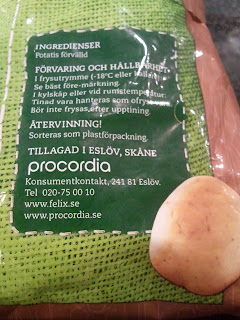 INGREDIENSER
Potatis förvälld
FÖRVARING OCH HÅLLBARHET
I frysutrymme (-18°C eller
Se bäst före-märkning.
I kylskåp eller vid rumstemperatur:
Tinad vara hanteras som
Bör inte frysas efter upptining.
ÅTERVINNING!
Sorteras som plastförpackning.
TILLAGAD I ESLÖV, SKÅNE
procordia
Konsumentkontakt, 241 81 Eslöv.
Tel 020-75 00 10
www.felix.se
www.procordia.se